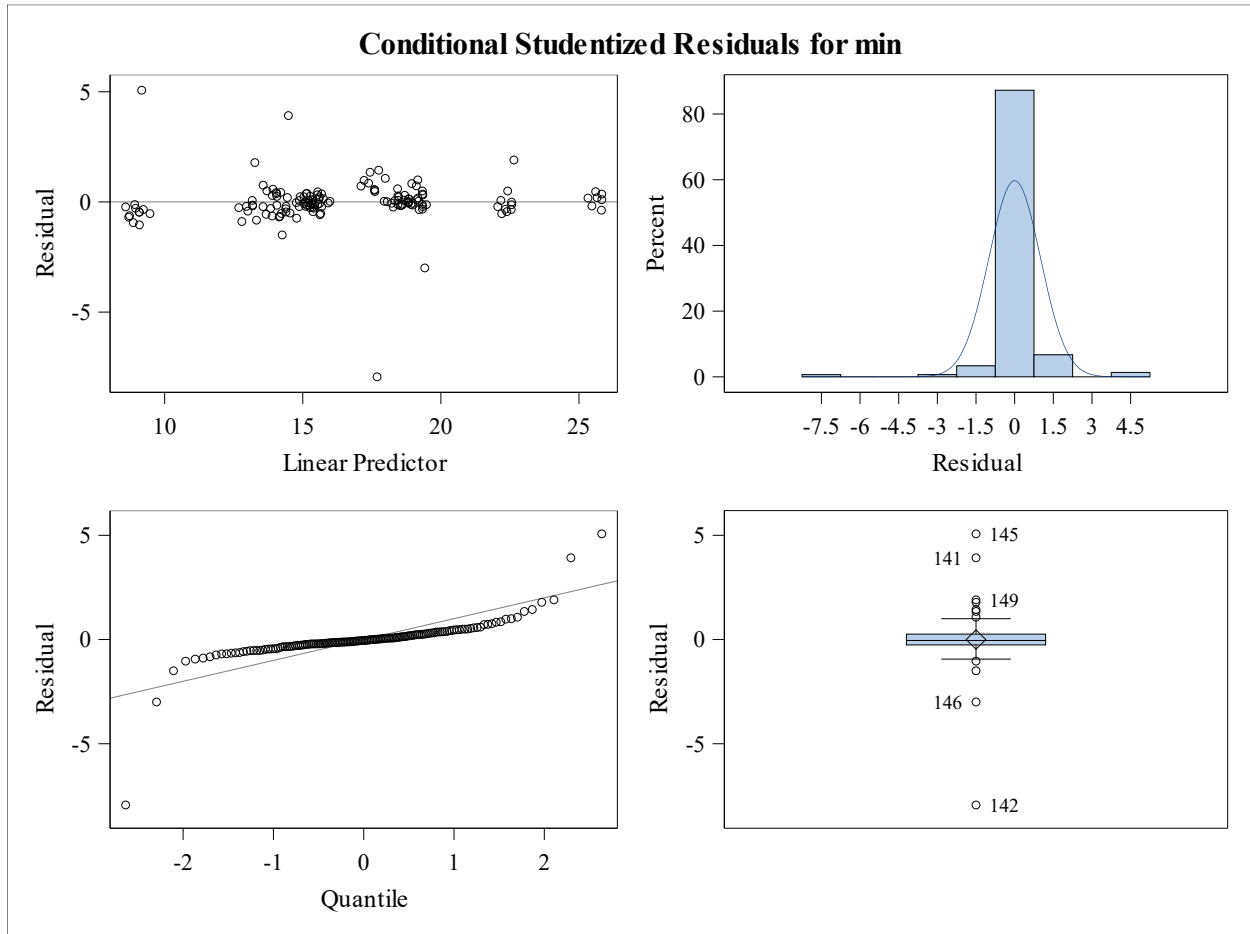 Conditional Studentized Residuals for min
5
0
-5
Residual
10 15 20 25
Linear Predictor
80
60
40
20
0
Percent
-7.5 -6 -4.5 -3 -1.5 0 1.5 3 4.5
Residual
5
0
-5
Residual
-2 -1 0 1 2
Quantile
5
0
-5
Residual
145
141
149
146
142